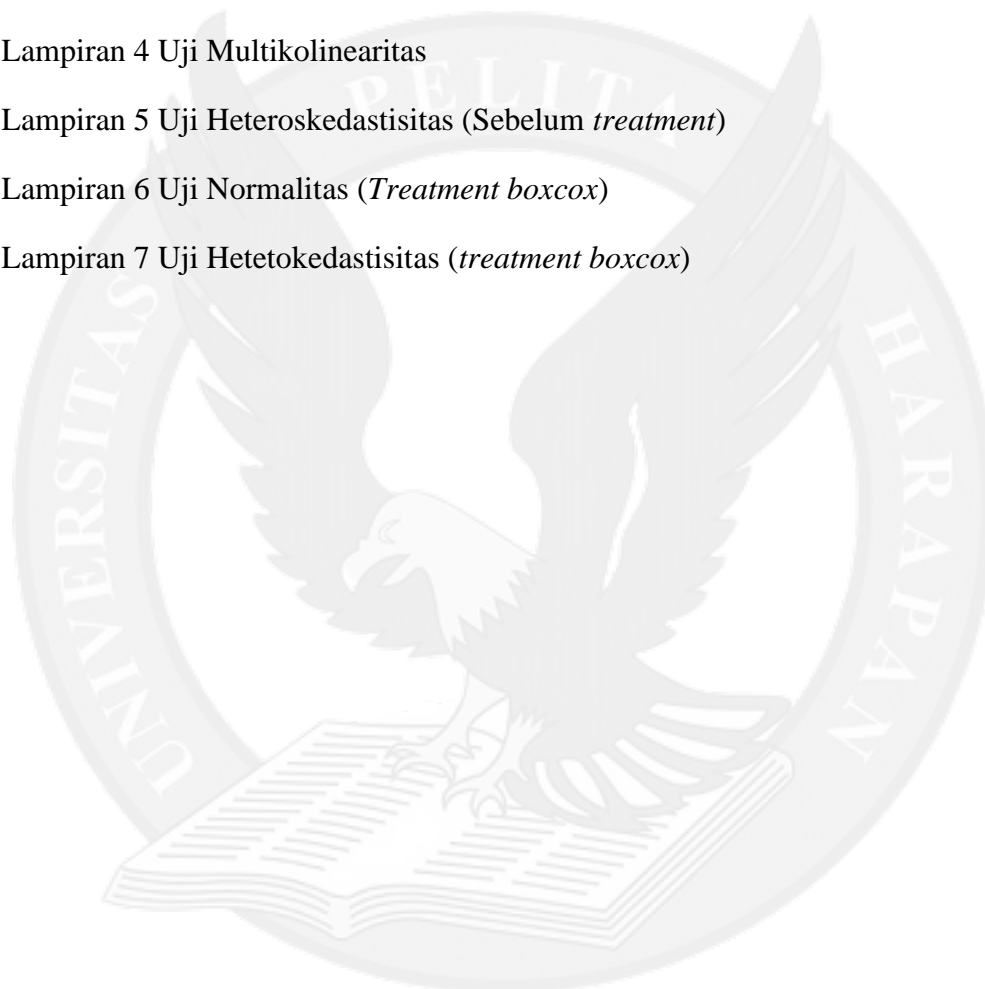 Lampiran 4 Uji Multikolinearitas
Lampiran 5 Uji Heteroskedastisitas (Sebelum treatment)
Lampiran 6 Uji Normalitas (Treatment boxcox)
Lampiran 7 Uji Hetetokedastisitas (treatment boxcox)
UNIVERSITAS PELITA HARAPAN